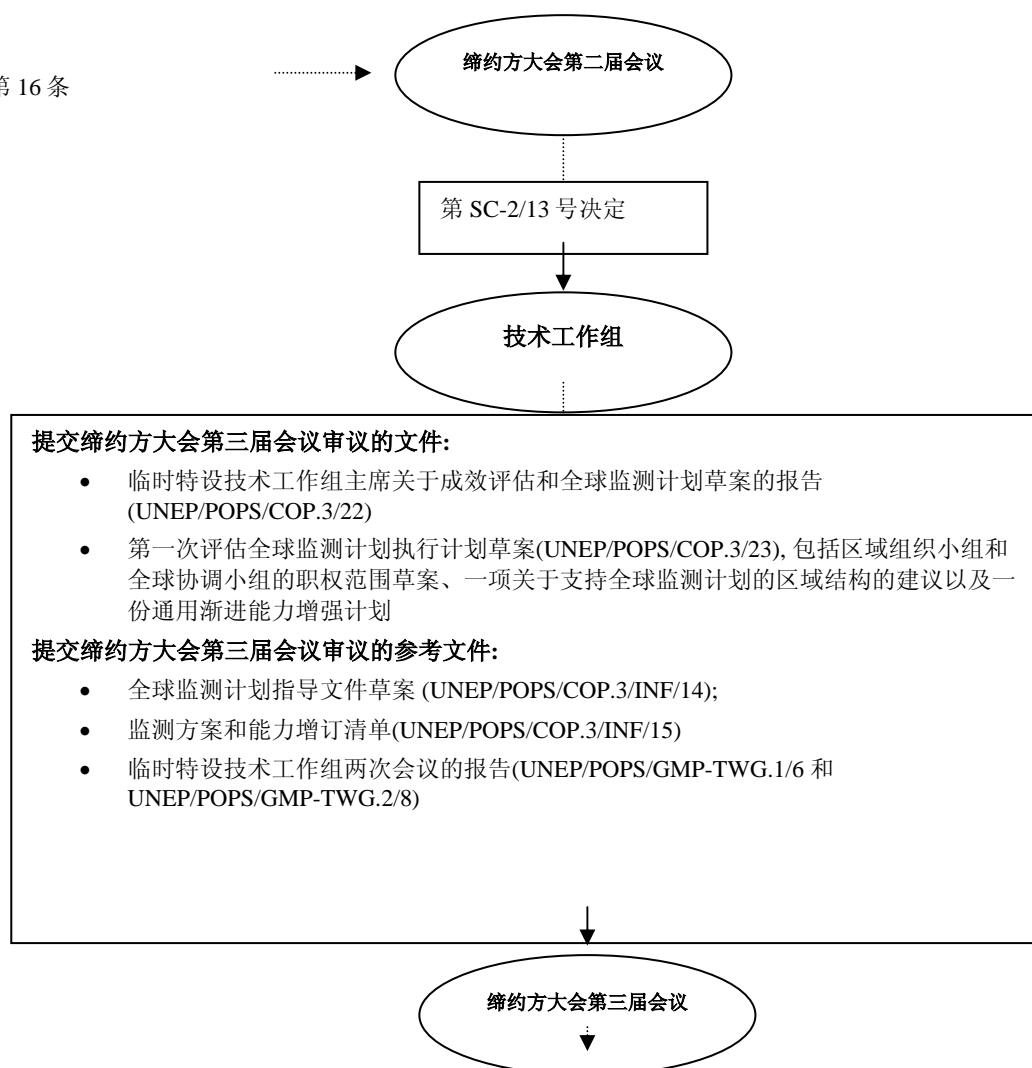 缔约方大会第二届会议
第 16 条
第 SC-2/13 号决定
技术工作组
提交缔约方大会第三届会议审议的文件:
• 临时特设技术工作组主席关于成效评估和全球监测计划草案的报告
(UNEP/POPS/COP.3/22)
• 第一次评估全球监测计划执行计划草案(UNEP/POPS/COP.3/23), 包括区域组织小组和
全球协调小组的职权范围草案、一项关于支持全球监测计划的区域结构的建议以及一
份通用渐进能力增强计划
提交缔约方大会第三届会议审议的参考文件:
• 全球监测计划指导文件草案 (UNEP/POPS/COP.3/INF/14);
• 监测方案和能力增订清单(UNEP/POPS/COP.3/INF/15)
• 临时特设技术工作组两次会议的报告(UNEP/POPS/GMP-TWG.1/6 和
UNEP/POPS/GMP-TWG.2/8)
缔约方大会第三届会议